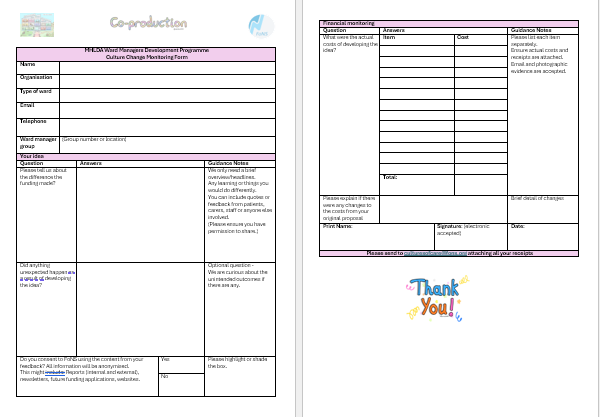 Co-production
MHLDA Ward Managers Development Programme
Culture Change Monitoring Form
Name
Organisation
Type of ward
Email
Telephone
Ward manager group
(Group number or location)
Your idea
Question
Answers
Guidance Notes
Please tell us about
the difference the
funding made?
We only need a brief
overview/headlines.
Any learning or things you
would do differently.
You can include quotes or
feedback from patients,
carers, staff or anyone else
involved.
(Please ensure you have
permission to share.)
Did anything
unexpected happen as
a result of developing
the idea?
Optional question -
We are curious about the
unintended outcomes if
there are any.
Do you consent to FoNS using the content from your
feedback? All information will be anonymised.
This might include: Reports (internal and external),
newsletters, future funding applications, websites.
Yes
No
Please highlight or shade
the box.
Financial monitoring
Question
Answers
Guidance Notes
What were the actual
costs of developing the
idea?
Item
Cost
Total:
Please list each item
separately.
Ensure actual costs and
receipts are attached.
Email and photographic
evidence are accepted.
Please explain if there
were any changes to
the costs from your
original proposal
Brief detail of changes
Print Name:
Signature: (electronic
accepted)
Date:
Please send to attaching all your receipts
Thank
You!